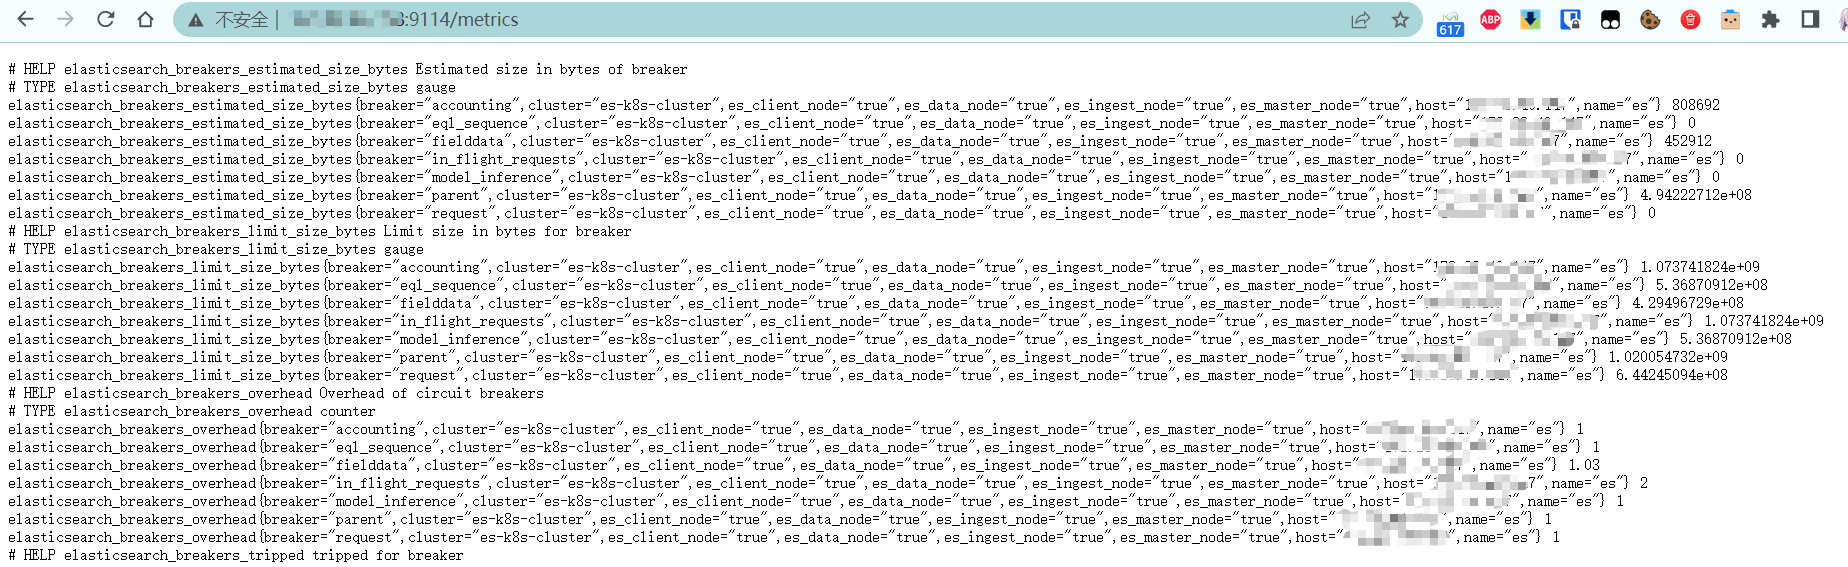 不安全 | :9114/metrics
617
ABP
# HELP elasticsearch_breakers_estimated_size_bytes Estimated size in bytes of breaker
# TYPE elasticsearch_breakers_estimated_size_bytes gauge
elasticsearch_breakers_estimated_size_bytes{breaker="accounting",cluster="es-k8s-cluster",es_client_node="true",es_data_node="true",es_ingest_node="true",es_master_node="true",host="1 ",name="es"} 808692
elasticsearch_breakers_estimated_size_bytes{breaker="eql_sequence",cluster="es-k8s-cluster",es_client_node="true",es_data_node="true",es_ingest_node="true",es_master_node="true",host=" ",name="es"} 0
elasticsearch_breakers_estimated_size_bytes{breaker="fielddata",cluster="es-k8s-cluster",es_client_node="true",es_data_node="true",es_ingest_node="true",es_master_node="true",host=" 7",name="es"} 452912
elasticsearch_breakers_estimated_size_bytes{breaker="in_flight_requests",cluster="es-k8s-cluster",es_client_node="true",es_data_node="true",es_ingest_node="true",es_master_node="true",host=" 7",name="es"} 0
elasticsearch_breakers_estimated_size_bytes{breaker="model_inference",cluster="es-k8s-cluster",es_client_node="true",es_data_node="true",es_ingest_node="true",es_master_node="true",host="1 ",name="es"} 0
elasticsearch_breakers_estimated_size_bytes{breaker="parent",cluster="es-k8s-cluster",es_client_node="true",es_data_node="true",es_ingest_node="true",es_master_node="true",host="1 ",name="es"} 4.94222712e+08
elasticsearch_breakers_estimated_size_bytes{breaker="request",cluster="es-k8s-cluster",es_client_node="true",es_data_node="true",es_ingest_node="true",es_master_node="true",host=" ",name="es"} 0
# HELP elasticsearch_breakers_limit_size_bytes Limit size in bytes for breaker
# TYPE elasticsearch_breakers_limit_size_bytes gauge
elasticsearch_breakers_limit_size_bytes{breaker="accounting",cluster="es-k8s-cluster",es_client_node="true",es_data_node="true",es_ingest_node="true",es_master_node="true",host=" ",name="es"} 1.073741824e+09
elasticsearch_breakers_limit_size_bytes{breaker="eql_sequence",cluster="es-k8s-cluster",es_client_node="true",es_data_node="true",es_ingest_node="true",es_master_node="true",host=" ",name="es"} 5.36870912e+08
elasticsearch_breakers_limit_size_bytes{breaker="fielddata",cluster="es-k8s-cluster",es_client_node="true",es_data_node="true",es_ingest_node="true",es_master_node="true",host=" 7",name="es"} 4.29496729e+08
elasticsearch_breakers_limit_size_bytes{breaker="in_flight_requests",cluster="es-k8s-cluster",es_client_node="true",es_data_node="true",es_ingest_node="true",es_master_node="true",host=" 7",name="es"} 1.073741824e+09
elasticsearch_breakers_limit_size_bytes{breaker="model_inference",cluster="es-k8s-cluster",es_client_node="true",es_data_node="true",es_ingest_node="true",es_master_node="true",host=" ",name="es"} 5.36870912e+08
elasticsearch_breakers_limit_size_bytes{breaker="parent",cluster="es-k8s-cluster",es_client_node="true",es_data_node="true",es_ingest_node="true",es_master_node="true",host="1 ",name="es"} 1.020054732e+09
elasticsearch_breakers_limit_size_bytes{breaker="request",cluster="es-k8s-cluster",es_client_node="true",es_data_node="true",es_ingest_node="true",es_master_node="true",host="1 ",name="es"} 6.44245094e+08
# HELP elasticsearch_breakers_overhead Overhead of circuit breakers
# TYPE elasticsearch_breakers_overhead counter
elasticsearch_breakers_overhead{breaker="accounting",cluster="es-k8s-cluster",es_client_node="true",es_data_node="true",es_ingest_node="true",es_master_node="true",host=" ",name="es"} 1
elasticsearch_breakers_overhead{breaker="eql_sequence",cluster="es-k8s-cluster",es_client_node="true",es_data_node="true",es_ingest_node="true",es_master_node="true",host=" ",name="es"} 1
elasticsearch_breakers_overhead{breaker="fielddata",cluster="es-k8s-cluster",es_client_node="true",es_data_node="true",es_ingest_node="true",es_master_node="true",host=" ",name="es"} 1.03
elasticsearch_breakers_overhead{breaker="in_flight_requests",cluster="es-k8s-cluster",es_client_node="true",es_data_node="true",es_ingest_node="true",es_master_node="true",host="1 7",name="es"} 2
elasticsearch_breakers_overhead{breaker="model_inference",cluster="es-k8s-cluster",es_client_node="true",es_data_node="true",es_ingest_node="true",es_master_node="true",host=" ",name="es"} 1
elasticsearch_breakers_overhead{breaker="parent",cluster="es-k8s-cluster",es_client_node="true",es_data_node="true",es_ingest_node="true",es_master_node="true",host=" ",name="es"} 1
elasticsearch_breakers_overhead{breaker="request",cluster="es-k8s-cluster",es_client_node="true",es_data_node="true",es_ingest_node="true",es_master_node="true",host=" ",name="es"} 1
# HELP elasticsearch_breakers_tripped tripped for breaker